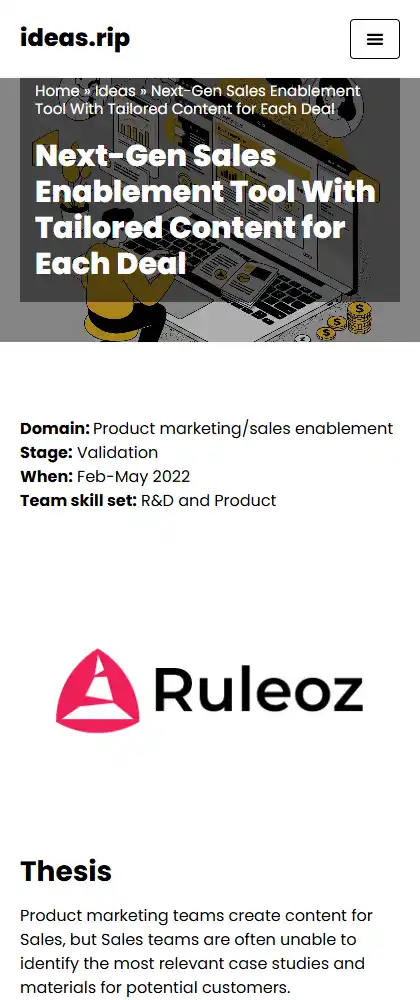 ideas.rip
Home » Ideas » Next-Gen Sales Enablement
Tool With Tailored Content for Each Deal
Next-Gen Sales
Enablement Tool With
Tailored Content for
Each Deal
Domain: Product marketing/sales enablement
Stage: Validation
When: Feb-May 2022
Team skill set: R&D and Product
Ruleoz
Thesis
Product marketing teams create content for
Sales, but Sales teams are often unable to
identify the most relevant case studies and
materials for potential customers.